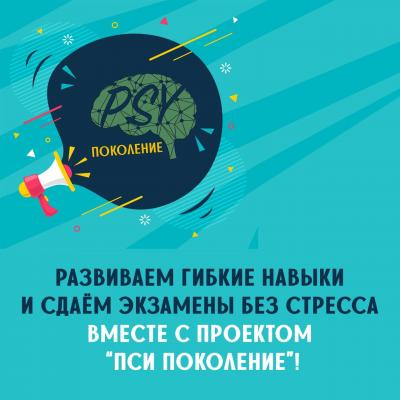 PSY
ПОКОЛЕНИЕ
РАЗВИВАЕМ ГИБКИЕ НАВЫКИ
И СДАЁМ ЭКЗАМЕНЫ БЕЗ СТРЕССА
ВМЕСТЕ С ПРОЕКТОМ
“ПСИ ПОКОЛЕНИЕ”!